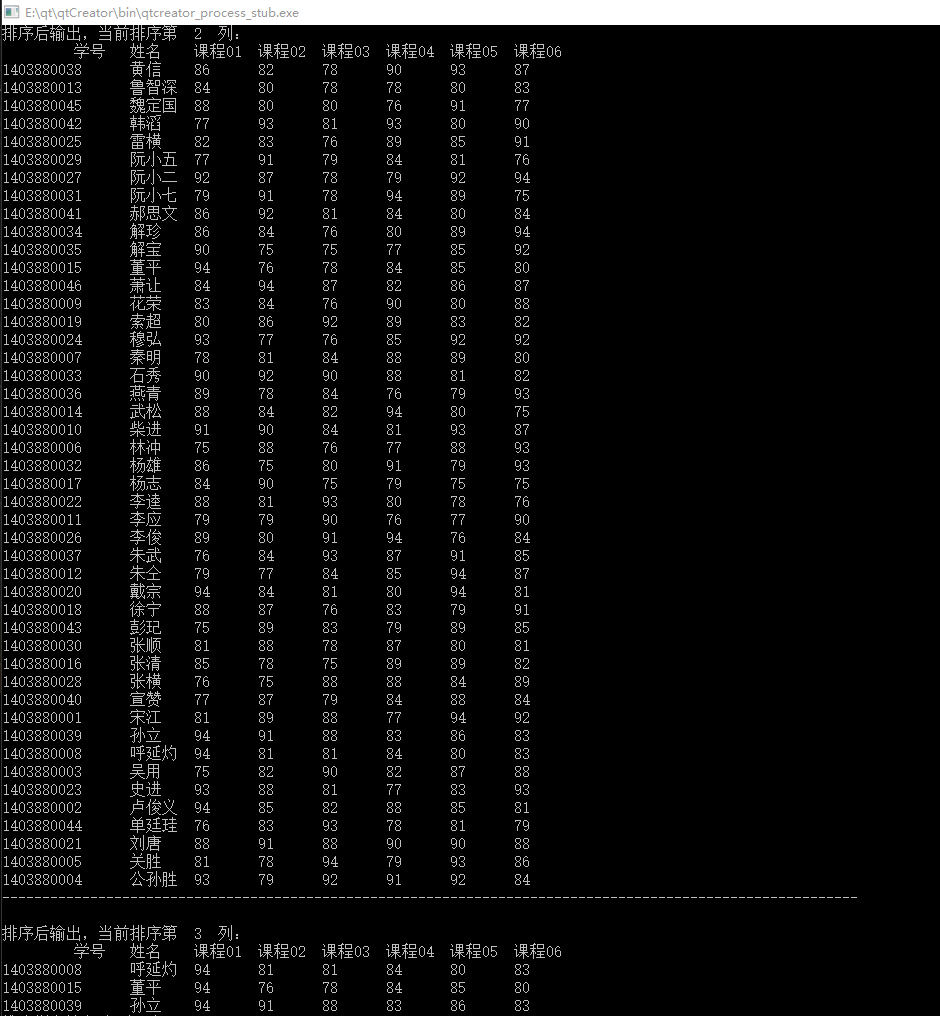 E:\qt\qtCreator\bin\qtcreator_process_stub.exe
排序后输出，当前排序第 2 列：
学号 姓名 课程01 课程02 课程03 课程04 课程05 课程06
1403880038 黄信 86 82 78 90 93 87
1403880013 鲁智深 84 80 78 78 80 83
1403880045 魏定国 88 80 80 76 91 77
1403880042 韩滔 77 93 81 93 80 90
1403880025 雷横 82 83 76 89 85 91
1403880029 阮小五 77 91 79 84 81 76
1403880027 阮小二 92 87 78 79 92 94
1403880031 阮小七 79 91 78 94 89 75
1403880041 郝思文 86 92 81 84 80 84
1403880034 解珍 86 84 76 80 89 94
1403880035 解宝 90 75 75 77 85 92
1403880015 董平 94 76 78 84 85 80
1403880046 萧让 84 94 87 82 86 87
1403880009 花荣 83 84 76 90 80 88
1403880019 索超 80 86 92 89 83 82
1403880024 穆弘 93 77 76 85 92 92
1403880007 秦明 78 81 84 88 89 80
1403880033 石秀 90 92 90 88 81 82
1403880036 燕青 89 78 84 76 79 93
1403880014 武松 88 84 82 94 80 75
1403880010 柴进 91 90 84 81 93 87
1403880006 林冲 75 88 76 77 88 93
1403880032 杨雄 86 75 80 91 79 93
1403880017 杨志 84 90 75 79 75 75
1403880022 李逵 88 81 93 80 78 76
1403880011 李应 79 79 90 76 77 90
1403880026 李俊 89 80 91 94 76 84
1403880037 朱武 76 84 93 87 91 85
1403880012 朱仝 79 77 84 85 94 87
1403880020 戴宗 94 84 81 80 94 81
1403880018 徐宁 88 87 76 83 79 91
1403880043 彭玘 75 89 83 79 89 85
1403880030 张顺 81 88 78 87 80 81
1403880016 张清 85 78 75 89 89 82
1403880028 张横 76 75 88 88 84 89
1403880040 宣赞 77 87 79 84 88 84
1403880001 宋江 81 89 88 77 94 92
1403880039 孙立 94 91 88 83 86 83
1403880008 呼延灼 94 81 81 84 80 83
1403880003 吴用 75 82 90 82 87 88
1403880023 史进 93 88 81 77 83 93
1403880002 卢俊义 94 85 82 88 85 81
1403880044 单廷珪 76 83 93 78 81 79
1403880021 刘唐 88 91 88 90 90 88
1403880005 关胜 81 78 94 79 93 86
1403880004 公孙胜 93 79 92 91 92 84
-----------------------------------------------------------------------------------------------------------
排序后输出，当前排序第 3 列：
学号 姓名 课程01 课程02 课程03 课程04 课程05 课程06
1403880008 呼延灼 94 81 81 84 80 83
1403880015 董平 94 76 78 84 85 80
1403880039 孙立 94 91 88 83 86 83